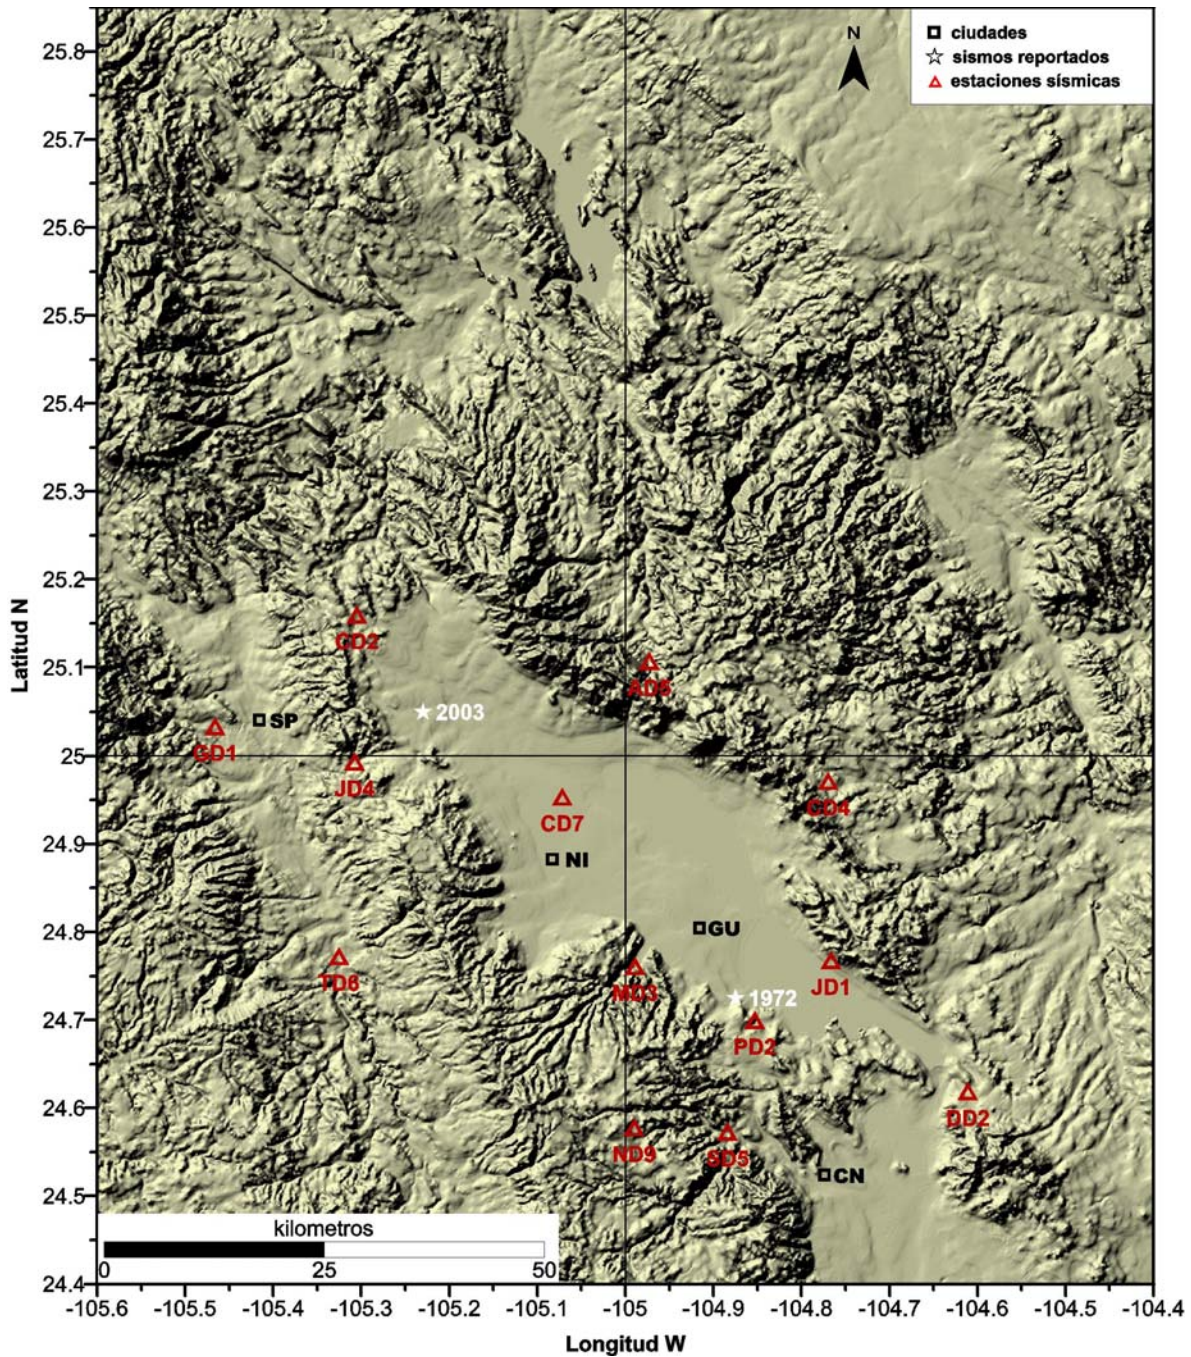 N
ciudades
sismos reportados
estaciones sísmicas
25.8
25.7
25.6
25.5
25.4
25.3
25.2
25.1
25
24.9
24.8
24.7
24.6
24.5
24.4
Latitud N
CD2
AD5
SP
2003
GD1
JD4
CD7
CD4
NI
GU
TD6
MD3
JD1
1972
PD2
DD2
ND9
SD5
CN
kilometros
0 25 50
-105.6 -105.4 -105.3 -105.2 -105.1 -105 -104.9 -104.8 -104.7 -104.6 -104.5 -104.4
Longitud W